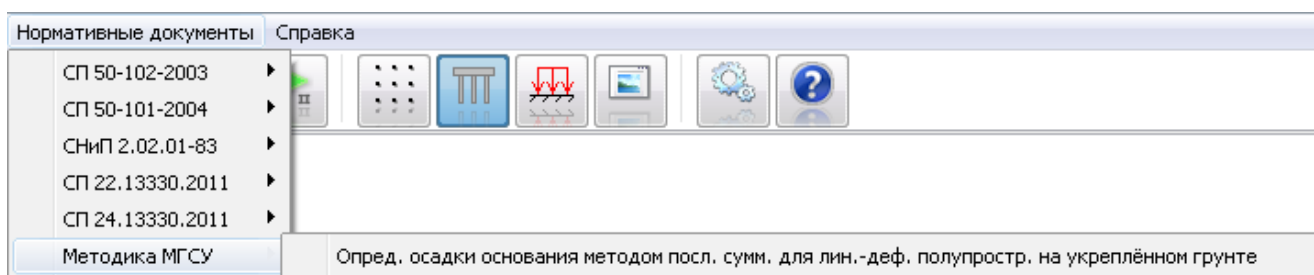 Нормативные документы Справка
СП 50-102-2003
СП 50-101-2004
СНиП 2.02.01-83
СП 22.13330.2011
СП 24.13330.2011
Методика МГСУ Опред. осадки основания методом посл. сумм. для лин.-деф. полупростр. на укреплённом грунте